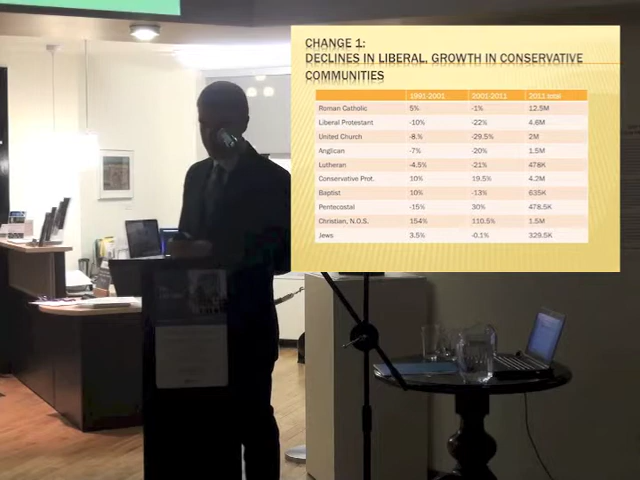 CHANGE 1:
DECLINES IN LIBERAL, GROWTH IN CONSERVATIVE
COMMUNITIES
1991-2001 2001-2011 2011 total
Roman Catholic 5% -1% 12.5M
Liberal Protestant -10% -22% 4.6M
United Church -8.% -29.5% 2M
Anglican -7% -20% 1.5M
Lutheran -4.5% -21% 478K
Conservative Prot. 10% 19.5% 4.2M
Baptist 10% -13% 635K
Pentecostal -15% 30% 478.5K
Christian, N.O.S. 154% 110.5% 1.5M
Jews 3.5% -0.1% 329.5K